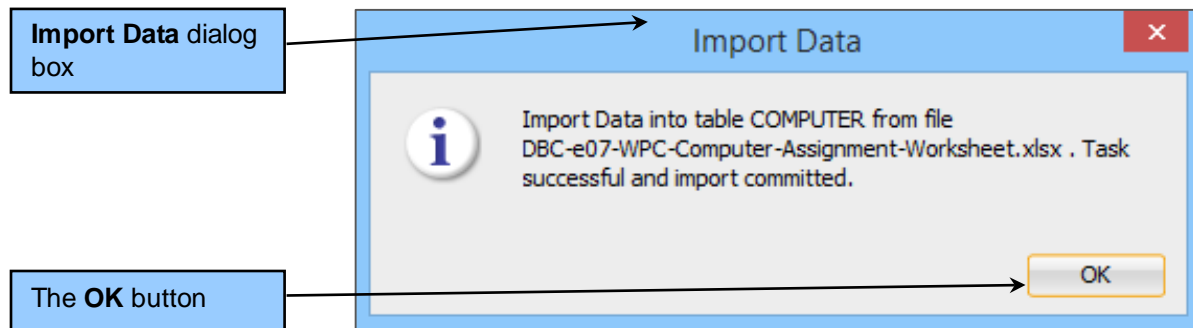 Import Data dialog
box
Import Data
Import Data into table COMPUTER from file
DBC-e07-WPC-Computer-Assignment-Worksheet.xlsx . Task
successful and import committed.
The OK button
OK